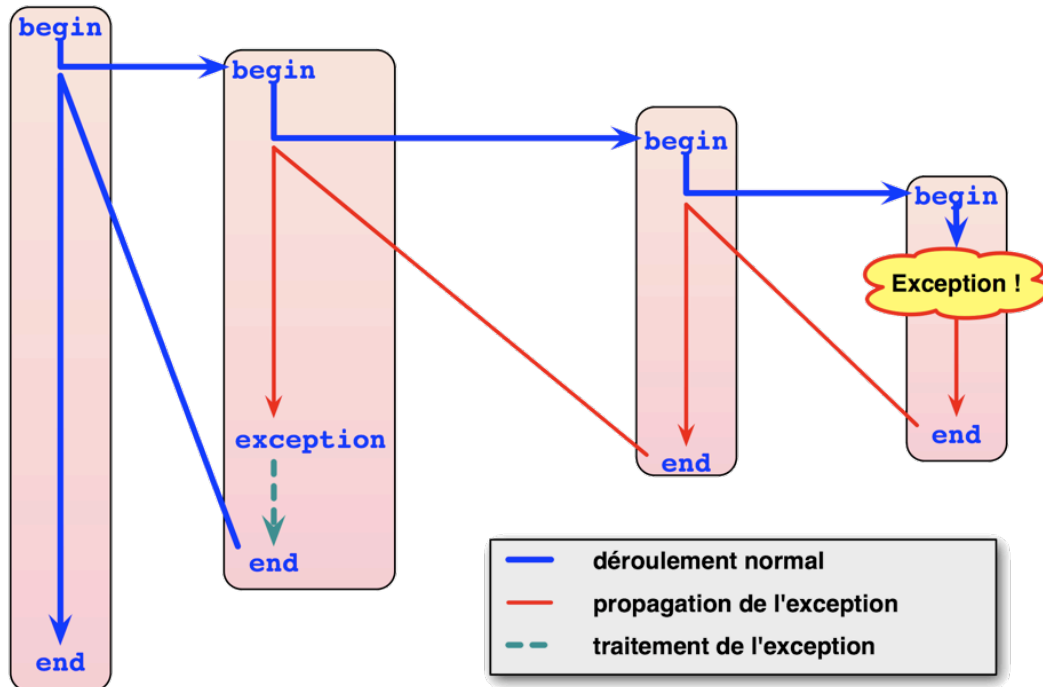 begin
begin
begin
begin
Exception !
exception
end
end
end
end
déroulement normal
propagation de l'exception
traitement de l'exception